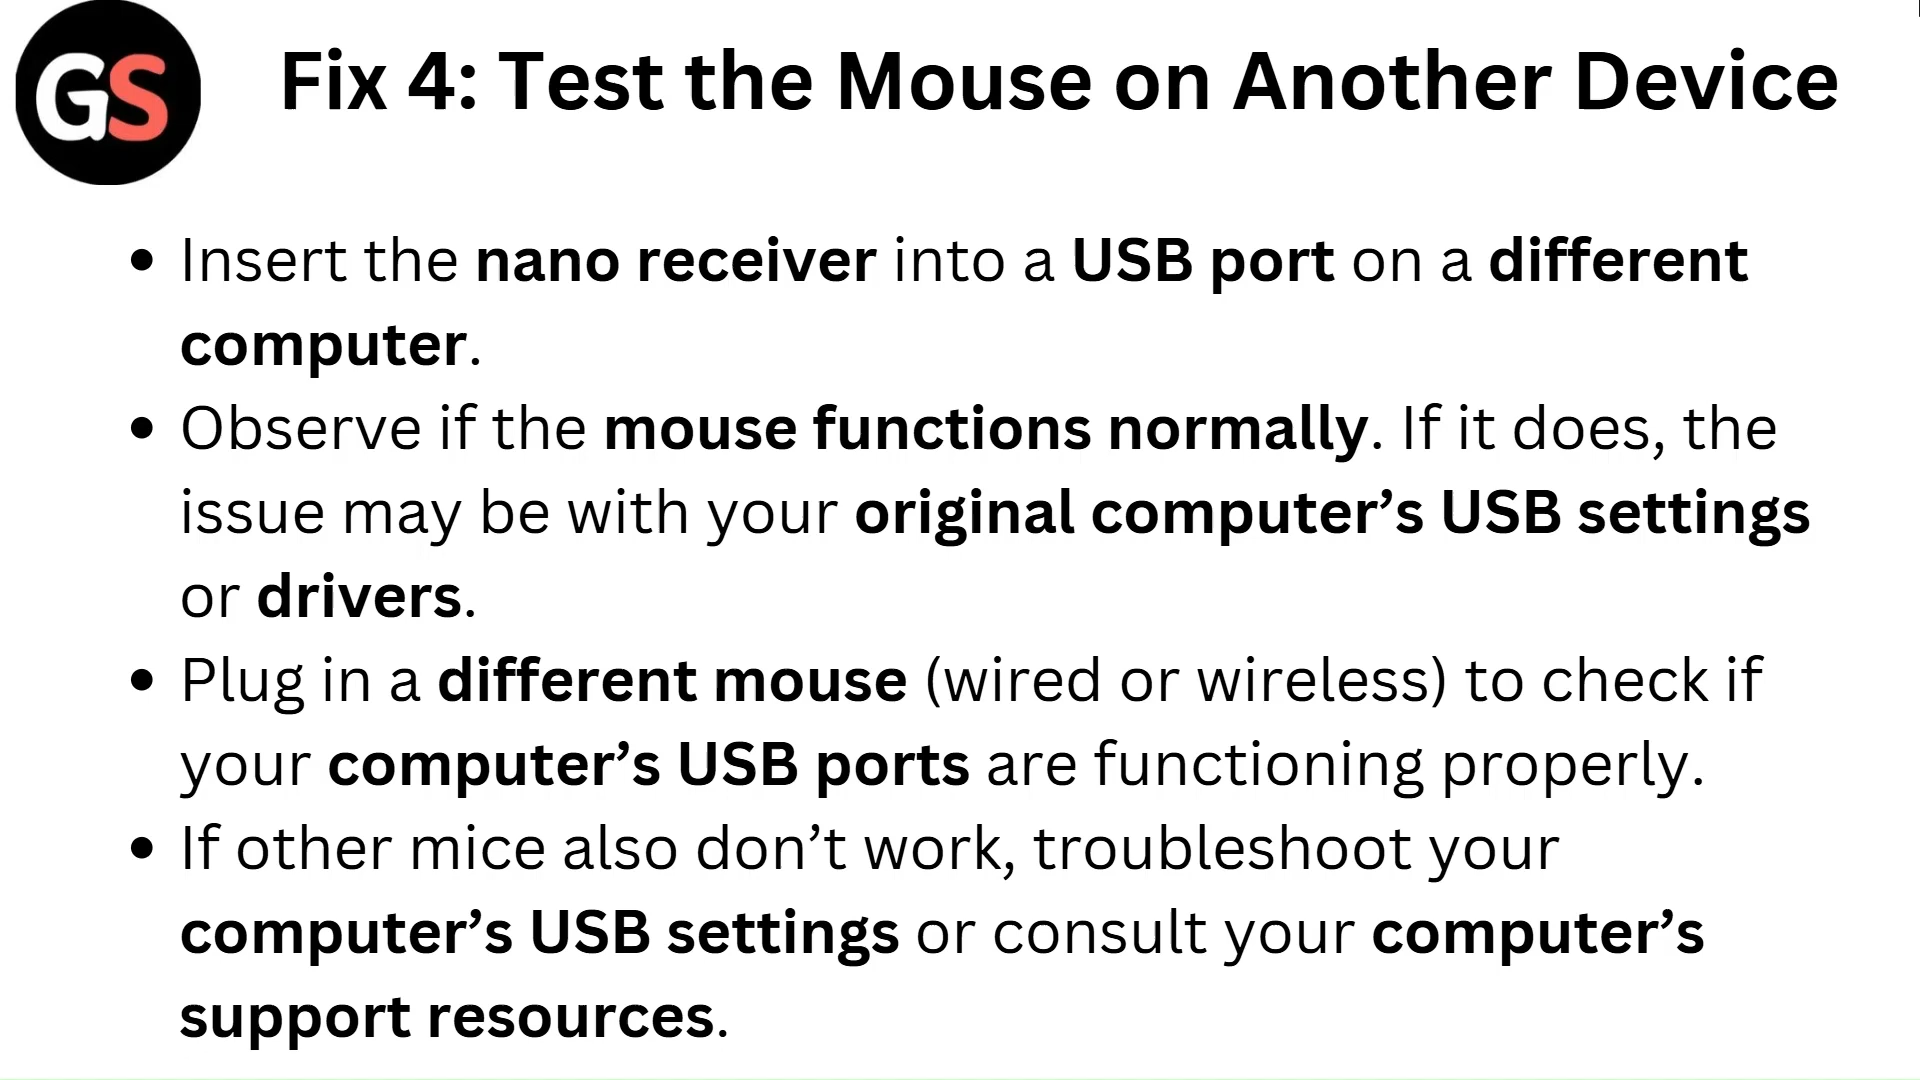 GS
Fix 4: Test the Mouse on Another Device
• Insert the nano receiver into a USB port on a different
computer.
• Observe if the mouse functions normally. If it does, the
issue may be with your original computer’s USB settings
or drivers.
• Plug in a different mouse (wired or wireless) to check if
your computer’s USB ports are functioning properly.
• If other mice also don’t work, troubleshoot your
computer’s USB settings or consult your computer’s
support resources.